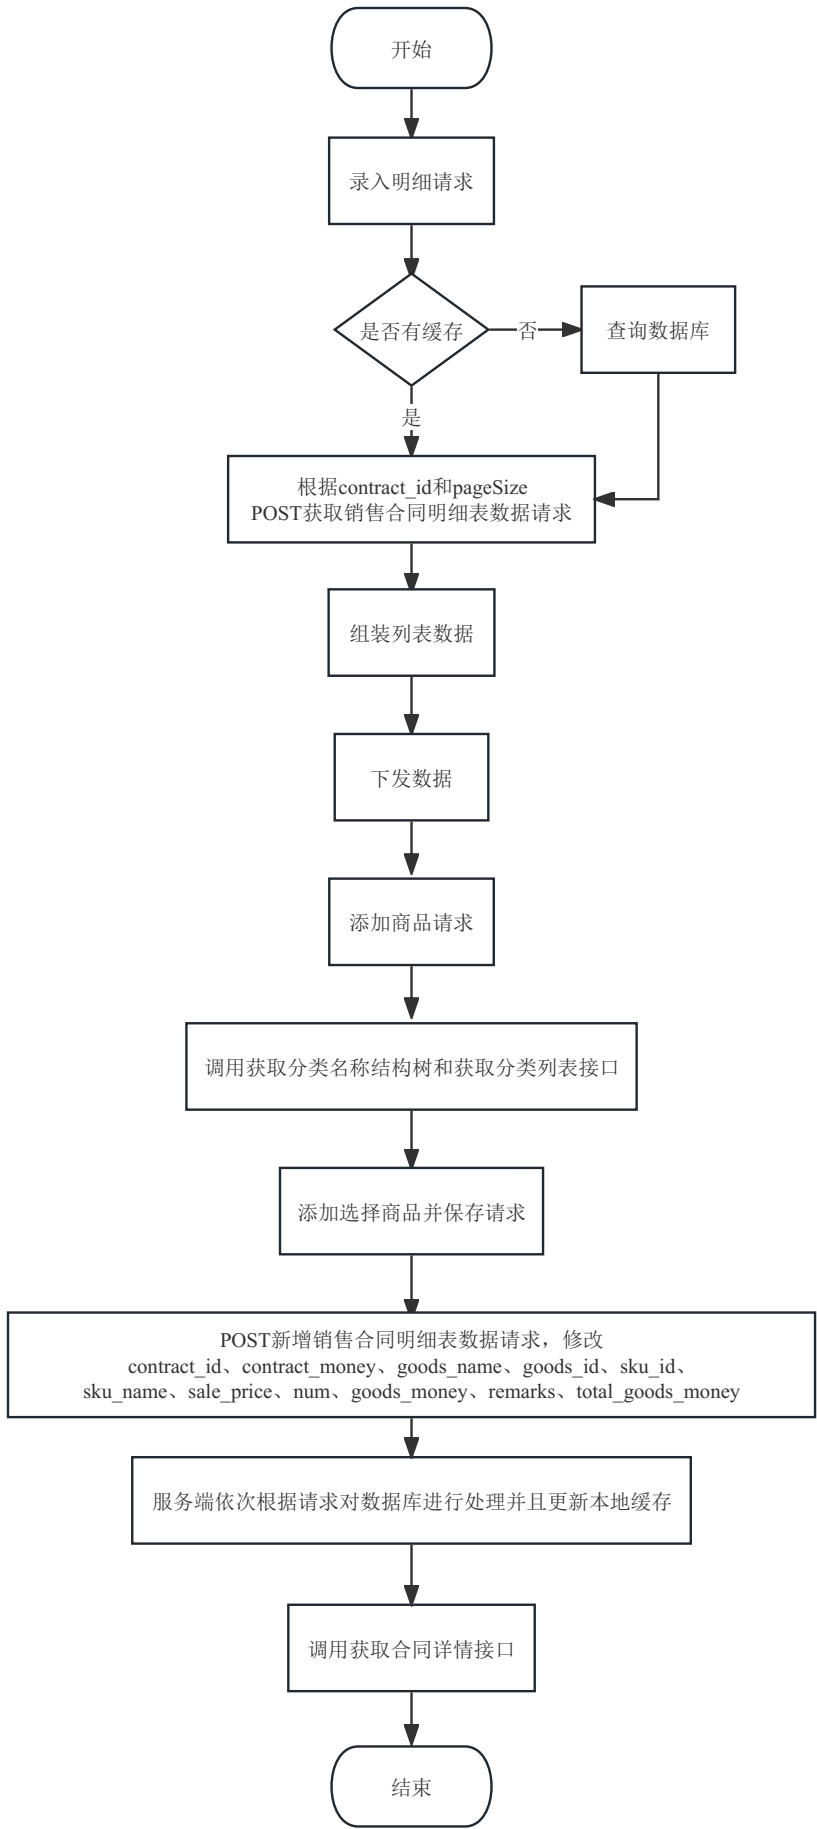 开始
录入明细请求
是否有缓存
否
查询数据库
是
根据contract_id和pageSize
POST获取销售合同明细表数据请求
组装列表数据
下发数据
添加商品请求
调用获取分类名称结构树和获取分类列表接口
添加选择商品并保存请求
POST新增销售合同明细表数据请求，修改
contract_id、contract_money、goods_name、goods_id、sku_id、
sku_name、sale_price、num、goods_money、remarks、total_goods_money
服务端依次根据请求对数据库进行处理并且更新本地缓存
调用获取合同详情接口
结束